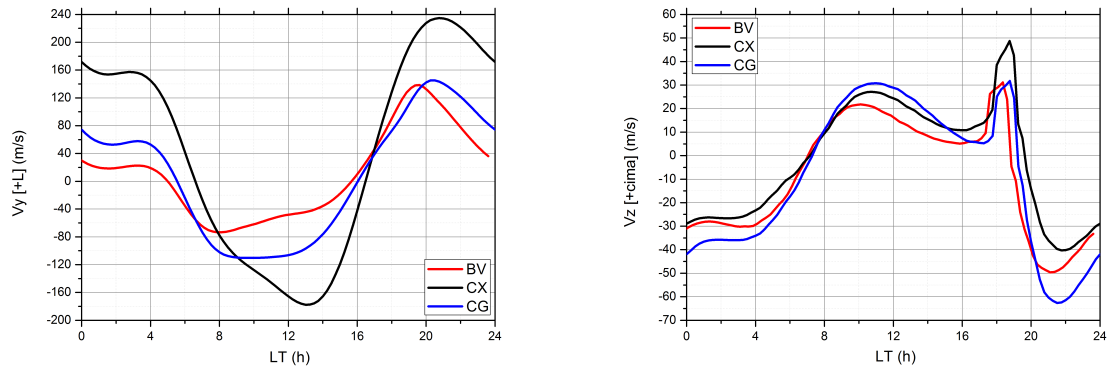 240
200
160
120
80
40
0
-40
-80
-120
-160
-200
Vy [+L] (m/s)
0 4 8 12 16 20 24
LT (h)
BV
CX
CG
60
50
40
30
20
10
0
-10
-20
-30
-40
-50
-60
-70
Vz [+cima] (m/s)
0 4 8 12 16 20 24
LT (h)
BV
CX
CG